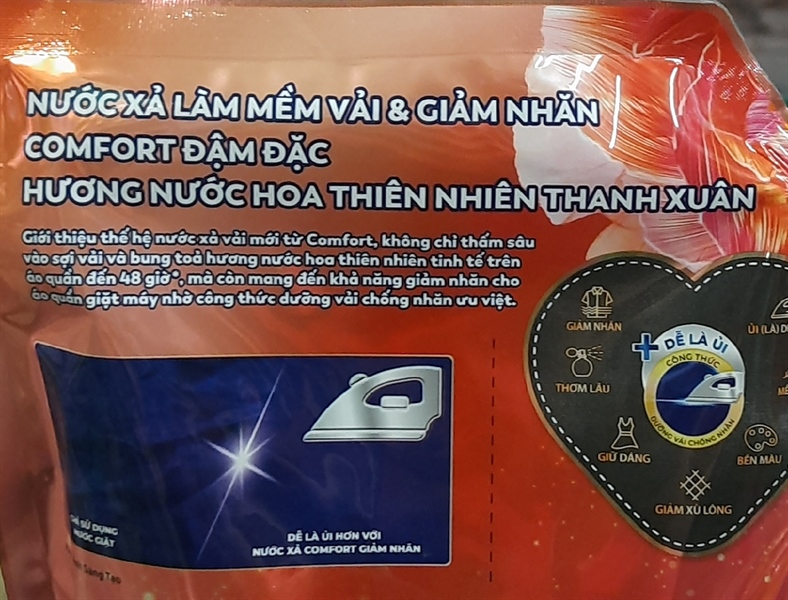 NƯỚC XẢ LÀM MỀM VẢI & GIẢM NHĂN
COMFORT ĐẬM ĐẶC
HƯƠNG NƯỚC HOA THIÊN NHIÊN THANH XUÂN
Giới thiệu thế hệ nước xả vải mới từ Comfort, không chỉ thấm sâu
vào sợi vải và bung toả hương nước hoa thiên nhiên tinh tế trên
áo quần đến 48 giờ*, mà còn mang đến khả năng giảm nhăn cho
áo quần giặt máy nhờ công thức dưỡng vải chống nhăn ưu việt.
GIẢM NHĂN
ỦI (LÀ) D
+ DỄ LÀ ỦI
CÔNG THỨC
DƯỠNG VẢI CHỐNG NHĂN
THƠM LÂU
GIỮ DÁNG
BỀN MÀU
GIẢM XÙ LÔNG
CHỈ SỬ DỤNG
NƯỚC GIẶT
DỄ LÀ ỦI HƠN VỚI
NƯỚC XẢ COMFORT GIẢM NHĂN
Sáng Tạo